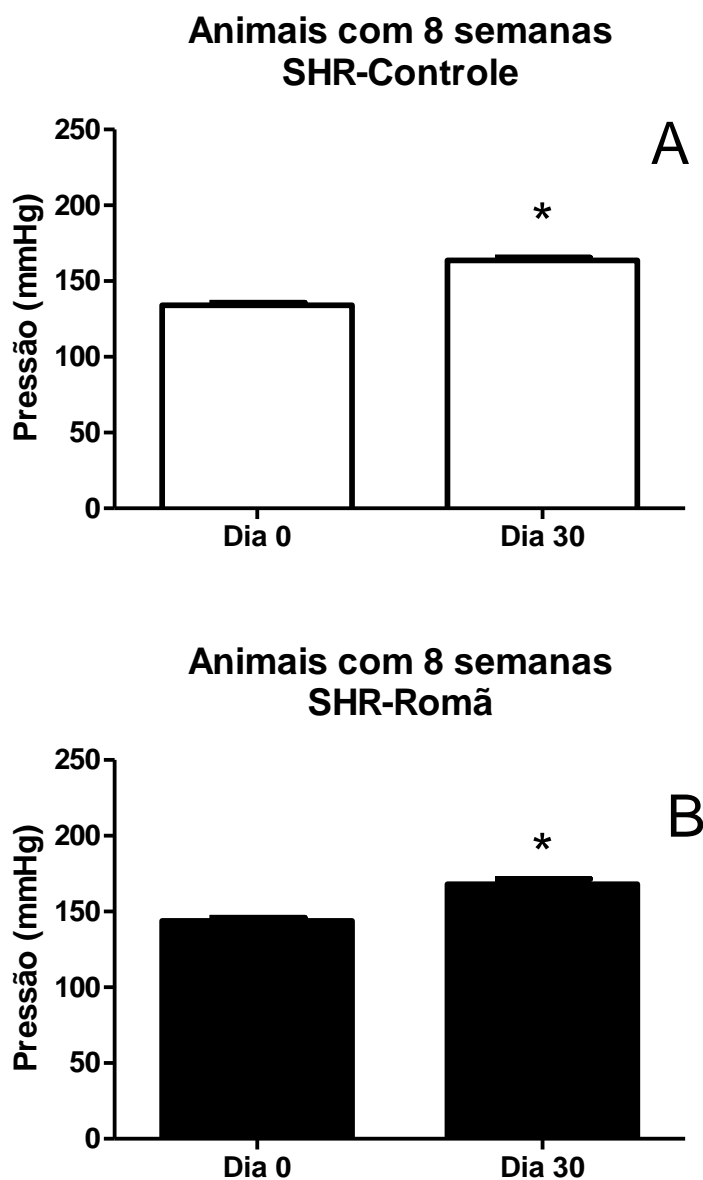 Animais com 8 semanas
SHR-Controle
A
250
200
150
100
50
0
Pressão (mmHg)
*
Dia 0
Dia 30
Animais com 8 semanas
SHR-Romã
B
250
200
150
100
50
0
Pressão (mmHg)
*
Dia 0
Dia 30